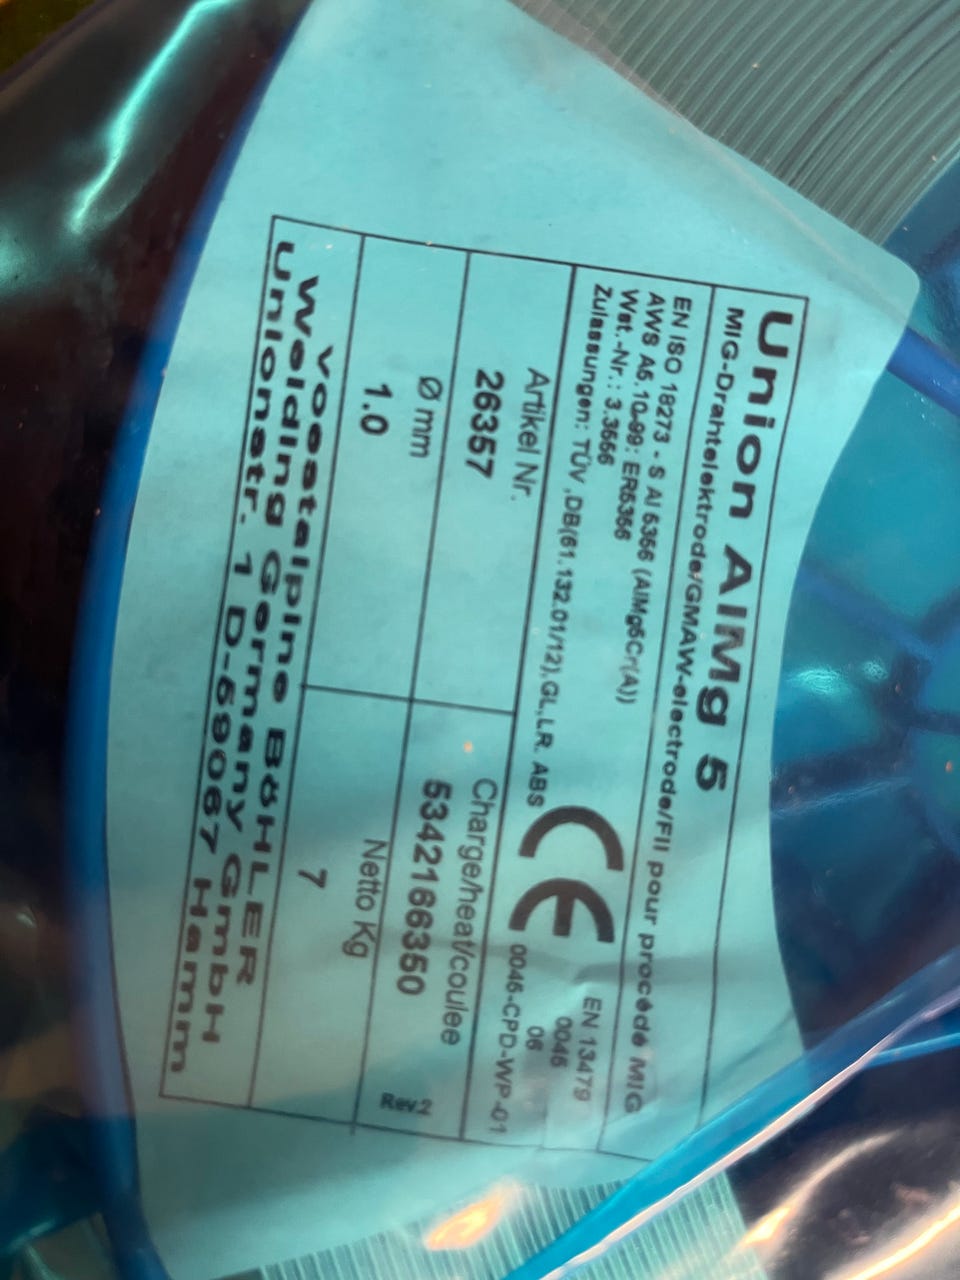 Union AlMg 5
MIG-Drahtelektrode/GMAW-electrode/Fil pour procédé MIG
EN ISO 18273 - S Al 5356 (AlMg5Cr(A))
AWS A5.10-99: ER5356
Wst.-Nr.: 3.3556
Zulassungen: TÜV ,DB(61.132.01/12),GL,LR. ABS
CE
EN 13479
0045
06
0045-CPD-WP-01
Artikel Nr.
26357
Charge/heat/coulee
5342166350
Ø mm
1.0
Netto Kg
7
Rev.2
voestalpine BÖHLER
Welding Germany GmbH
Unionstr. 1 D-59067 Hamm